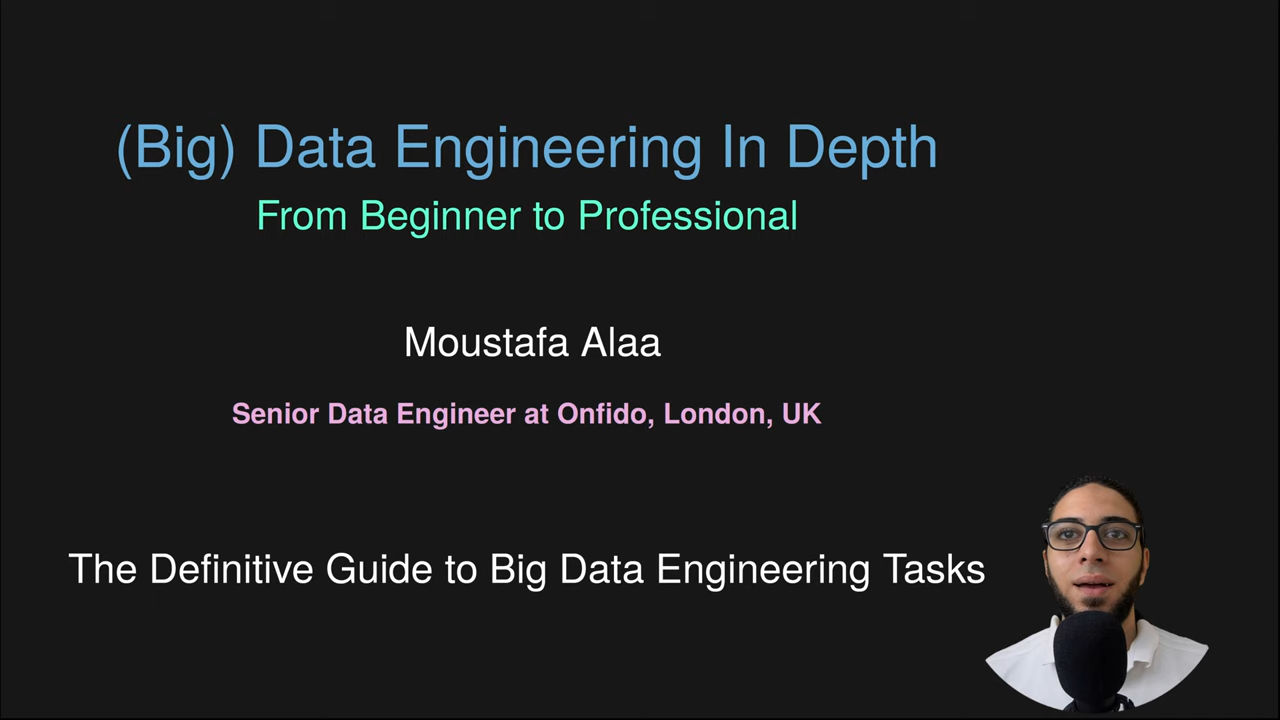 (Big) Data Engineering In Depth
From Beginner to Professional
Moustafa Alaa
Senior Data Engineer at Onfido, London, UK
The Definitive Guide to Big Data Engineering Tasks